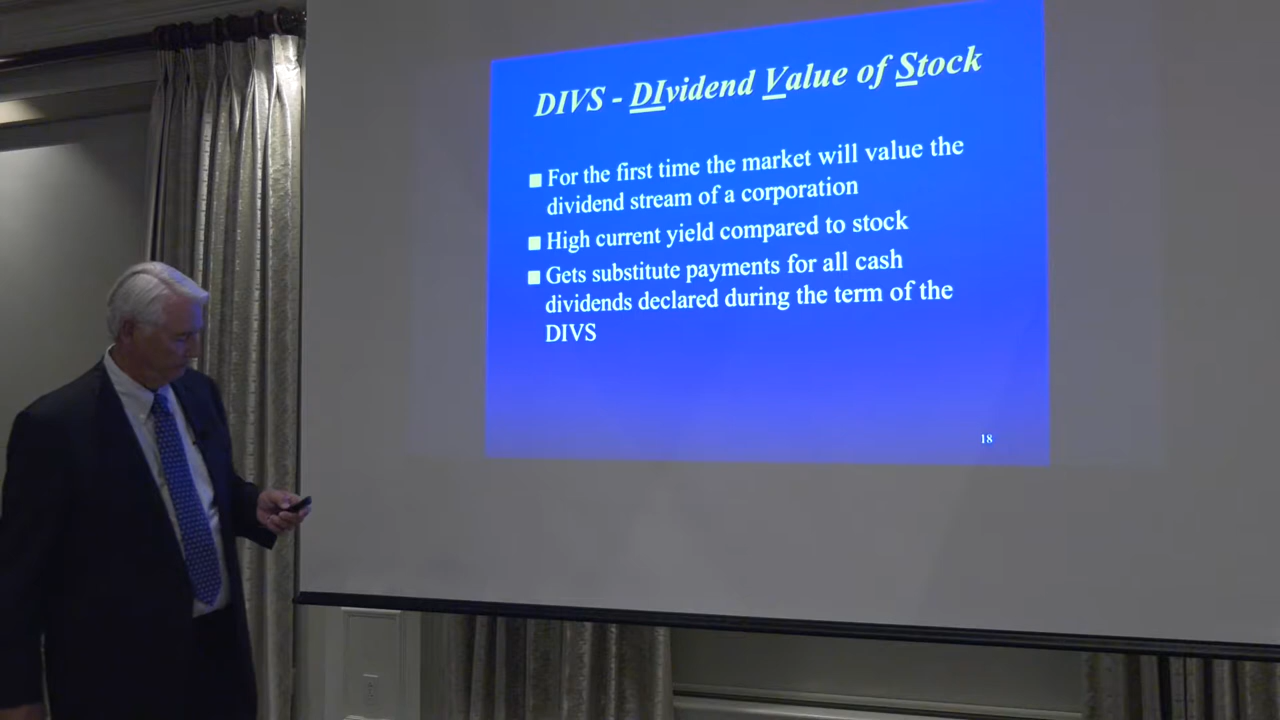 DIVS - DIvidend Value of Stock
■ For the first time the market will value the
dividend stream of a corporation
■ High current yield compared to stock
■ Gets substitute payments for all cash
dividends declared during the term of the
DIVS
18